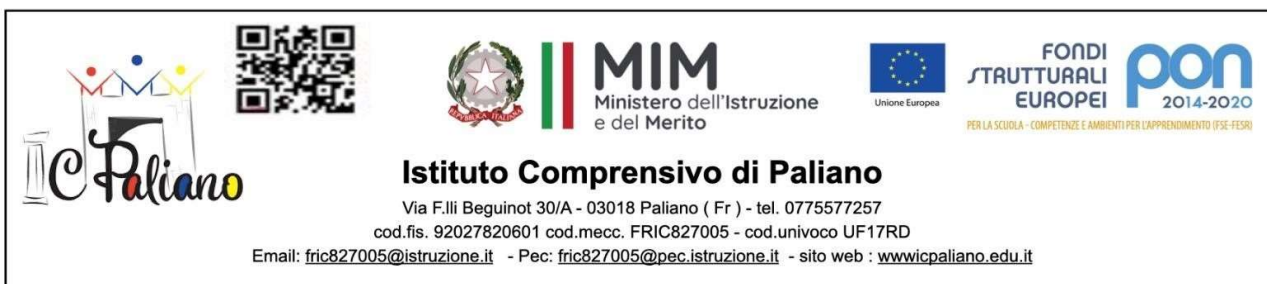 IC Paliano
REPVBBLICA ITALIANA
MIM
Ministero dell'Istruzione
e del Merito
Unione Europea
FONDI
STRUTTURALI
EUROPEI
pon
2014-2020
PER LA SCUOLA - COMPETENZE E AMBIENTI PER L'APPRENDIMENTO (FSE-FESR)
Istituto Comprensivo di Paliano
Via F.lli Beguinot 30/A - 03018 Paliano ( Fr ) - tel. 0775577257
cod.fis. 92027820601 cod.mecc. FRIC827005 - cod.univoco UF17RD
Email: fric827005@istruzione.it - Pec: fric827005@pec.istruzione.it - sito web : wwwicpaliano.edu.it